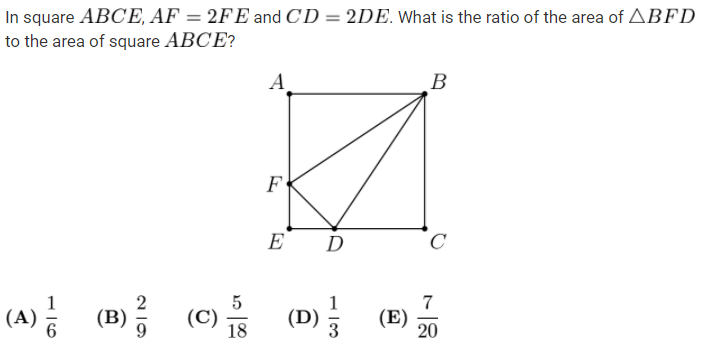 In square ABCE, AF = 2FE and CD = 2DE. What is the ratio of the area of △BFD
to the area of square ABCE?
A B
F
E D C
(A) 1/6 (B) 2/9 (C) 5/18 (D) 1/3 (E) 7/20